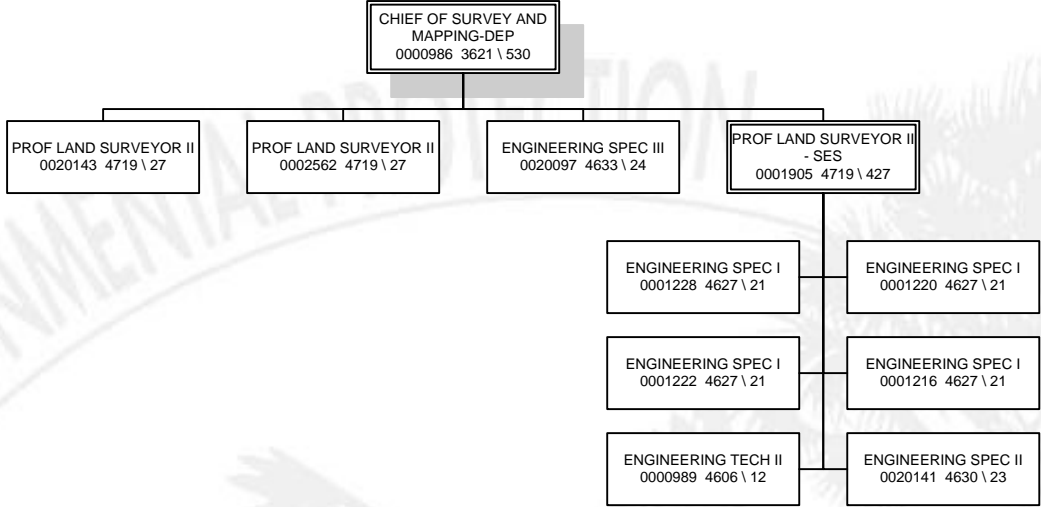 CHIEF OF SURVEY AND
MAPPING-DEP
0000986 3621 \ 530
PROF LAND SURVEYOR II
0020143 4719 \ 27
PROF LAND SURVEYOR II
0002562 4719 \ 27
ENGINEERING SPEC III
0020097 4633 \ 24
PROF LAND SURVEYOR II
- SES
0001905 4719 \ 427
ENGINEERING SPEC I
0001228 4627 \ 21
ENGINEERING SPEC I
0001220 4627 \ 21
ENGINEERING SPEC I
0001222 4627 \ 21
ENGINEERING SPEC I
0001216 4627 \ 21
ENGINEERING TECH II
0000989 4606 \ 12
ENGINEERING SPEC II
0020141 4630 \ 23
NMENTAL PROTECTION